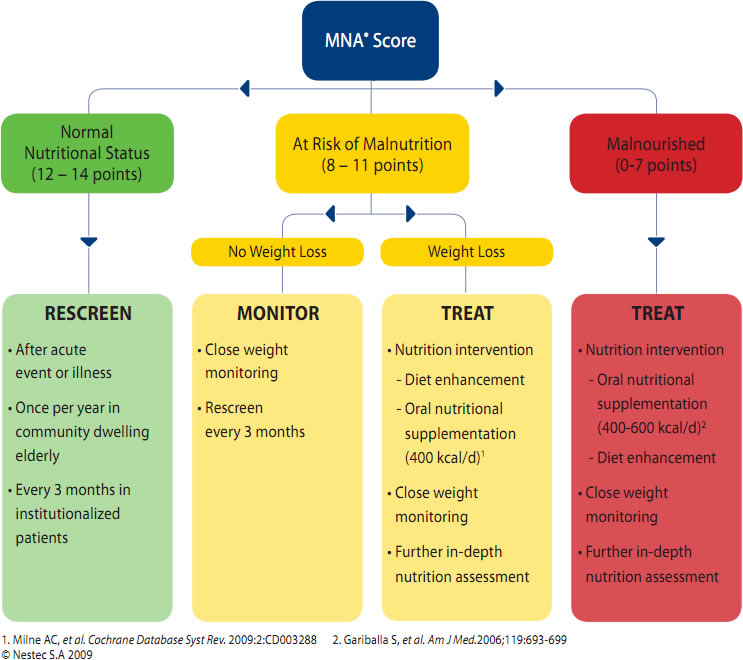 MNA® Score
Normal
Nutritional Status
(12 – 14 points)
At Risk of Malnutrition
(8 – 11 points)
Malnourished
(0-7 points)
No Weight Loss
Weight Loss
RESCREEN
• After acute
event or illness
• Once per year in
community dwelling
elderly
• Every 3 months in
institutionalized
patients
MONITOR
• Close weight
monitoring
• Rescreen
every 3 months
TREAT
• Nutrition intervention
- Diet enhancement
- Oral nutritional
supplementation
(400 kcal/d)¹
• Close weight
monitoring
• Further in-depth
nutrition assessment
TREAT
• Nutrition intervention
- Oral nutritional
supplementation
(400-600 kcal/d)²
- Diet enhancement
• Close weight
monitoring
• Further in-depth
nutrition assessment
1. Milne AC, et al. Cochrane Database Syst Rev. 2009:2:CD003288 2. Gariballa S, et al. Am J Med.2006;119:693-699
© Nestec S.A 2009